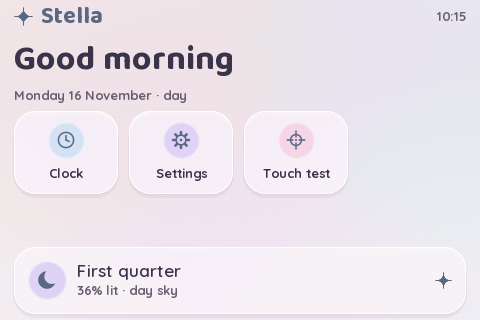 Stella
10:15
Good morning
Monday 16 November · day
Clock
Settings
Touch test
First quarter
36% lit · day sky